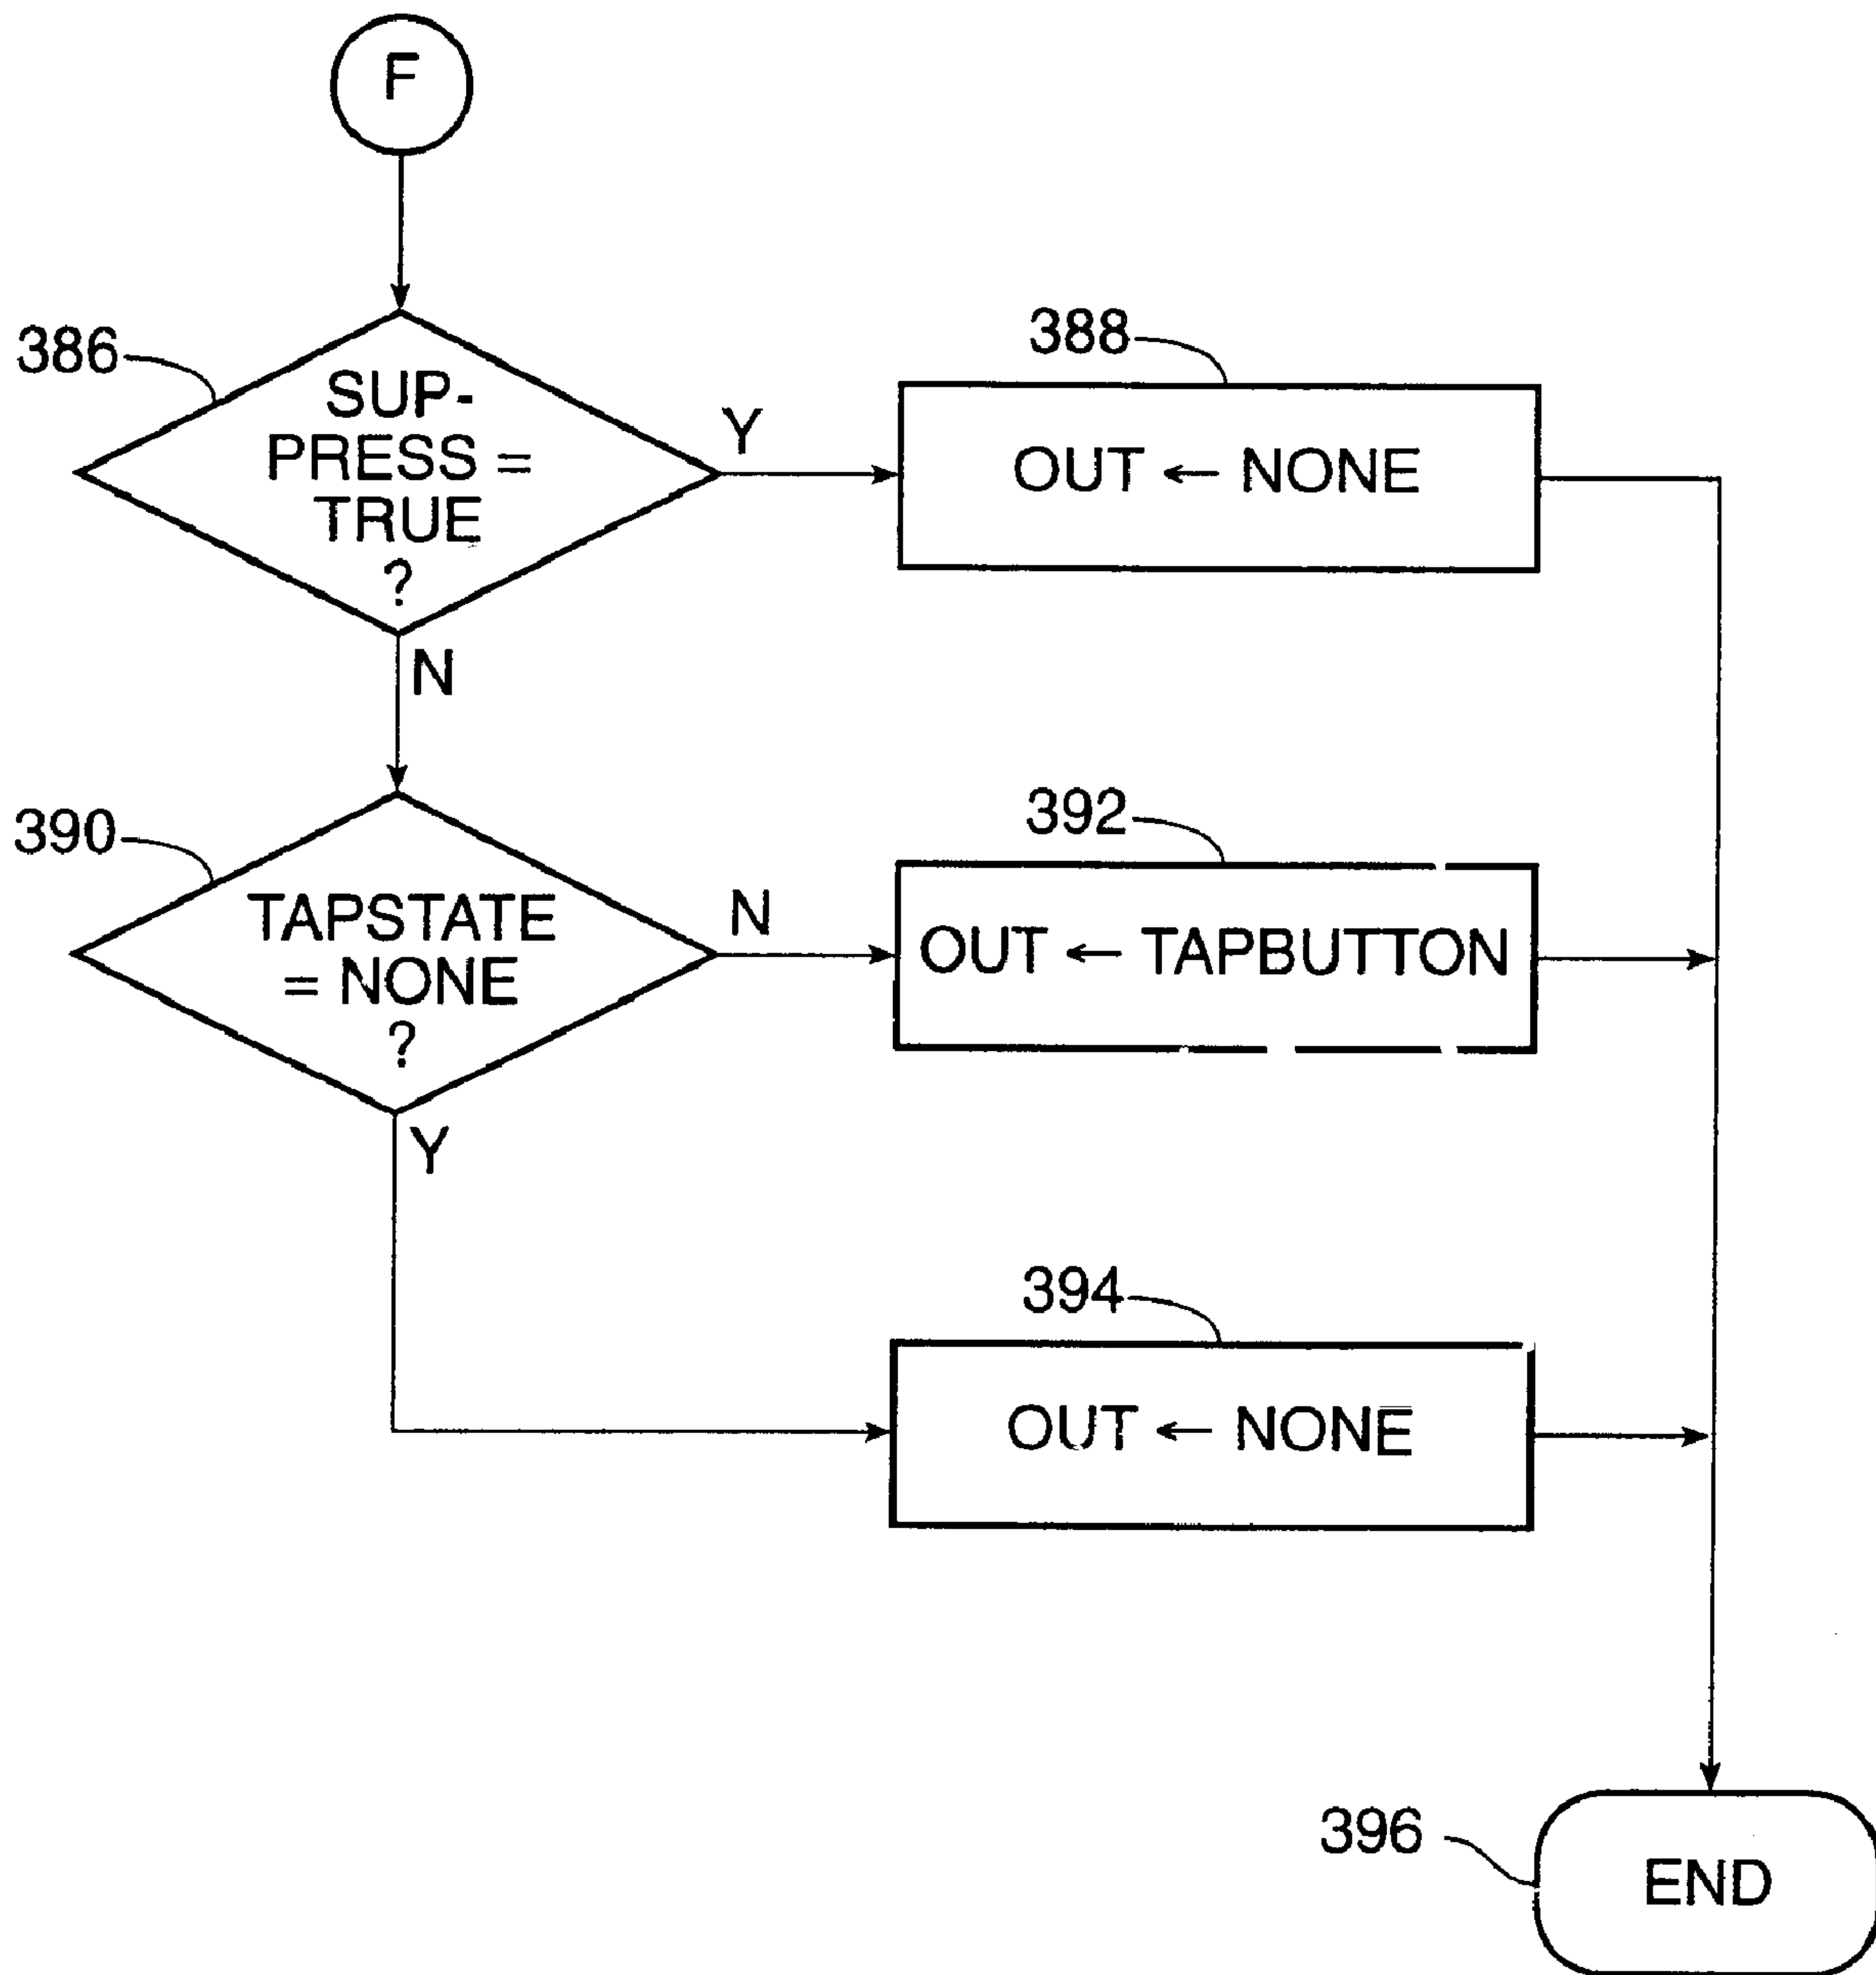 F
386
SUP-
PRESS =
TRUE
?
Y
388
OUT ← NONE
N
390
TAPSTATE
= NONE
?
N
392
OUT ← TAPBUTTON
Y
394
OUT ← NONE
396
END